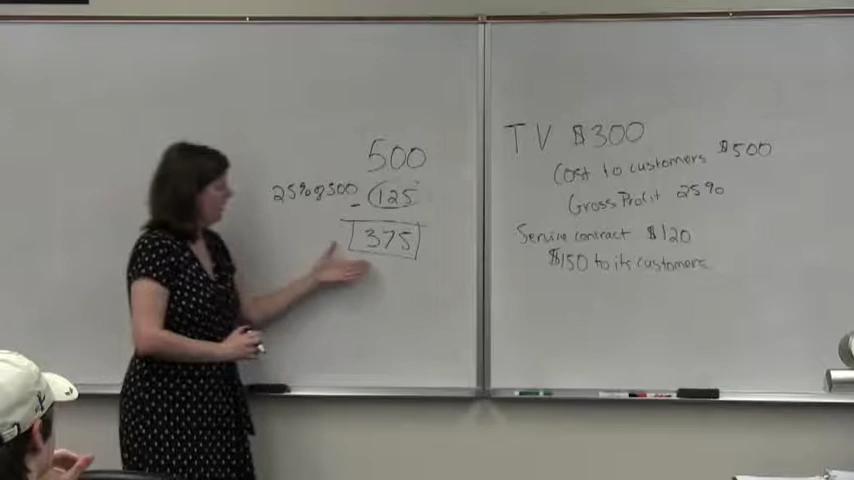 500
25% of 500 - 125
375
TV $300
Cost to customers $500
Gross Profit 25%
Service contract $120
$150 to its customers